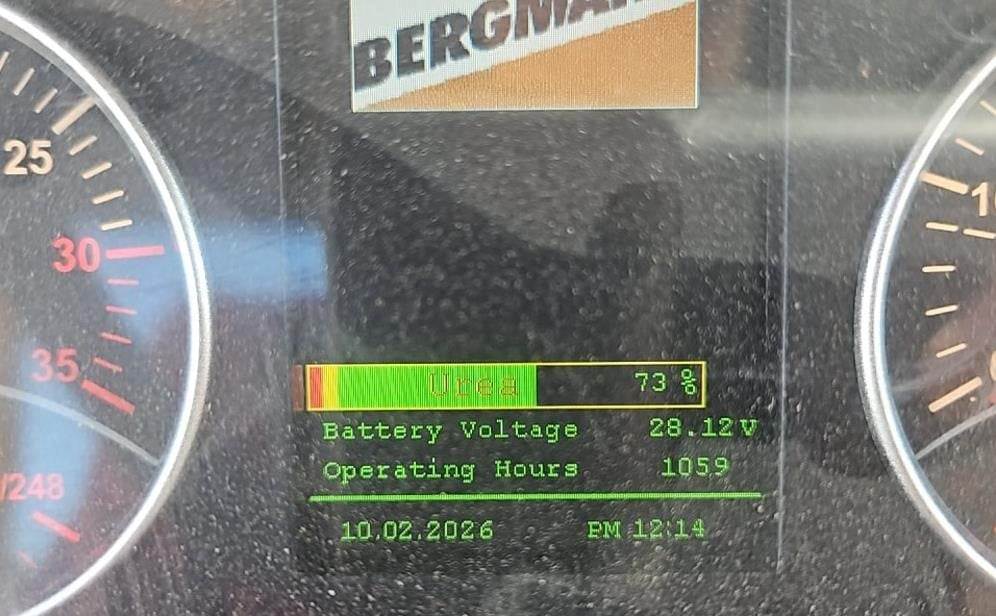 BERGMA
25
30
35
/248
Urea 73 %
Battery Voltage 28.12 V
Operating Hours 1059
10.02.2026 PM 12:14